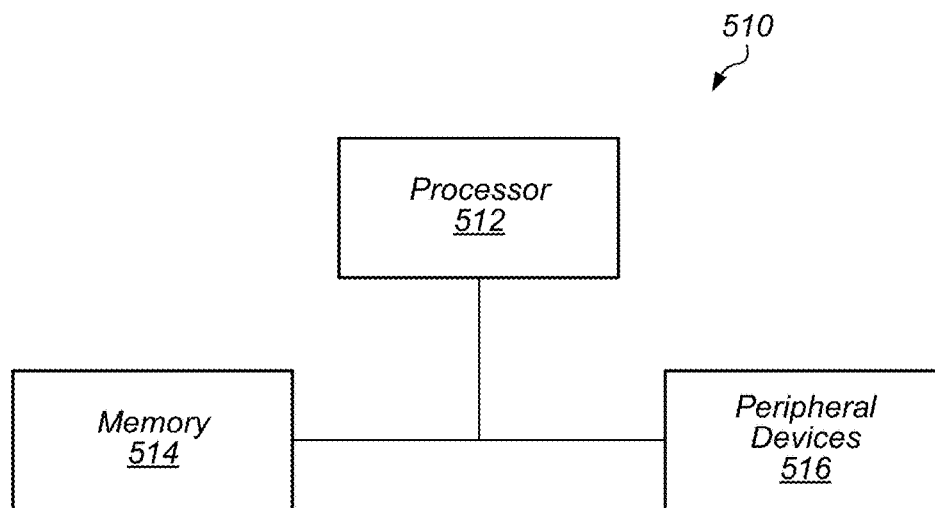 510
Processor
512
Memory
514
Peripheral
Devices
516